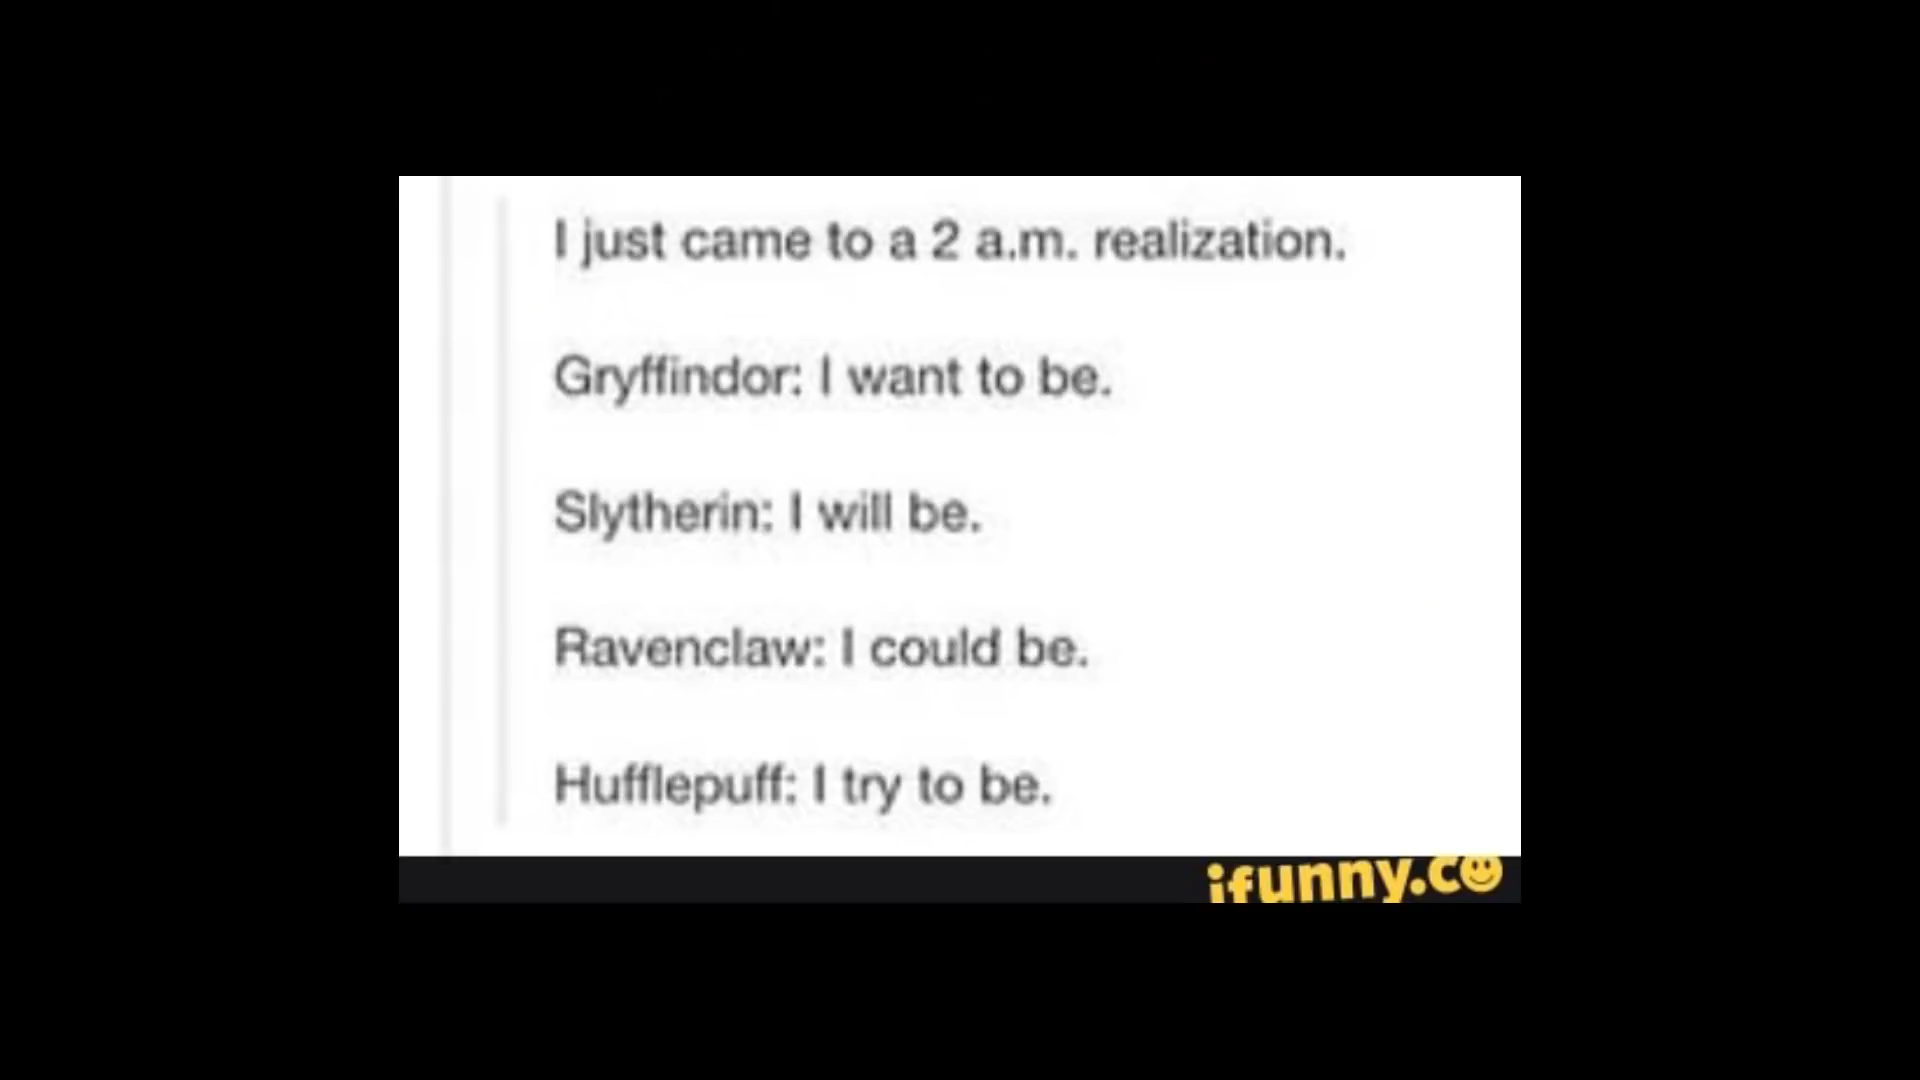 I just came to a 2 a.m. realization.
Gryffindor: I want to be.
Slytherin: I will be.
Ravenclaw: I could be.
Hufflepuff: I try to be.
ifunny.co